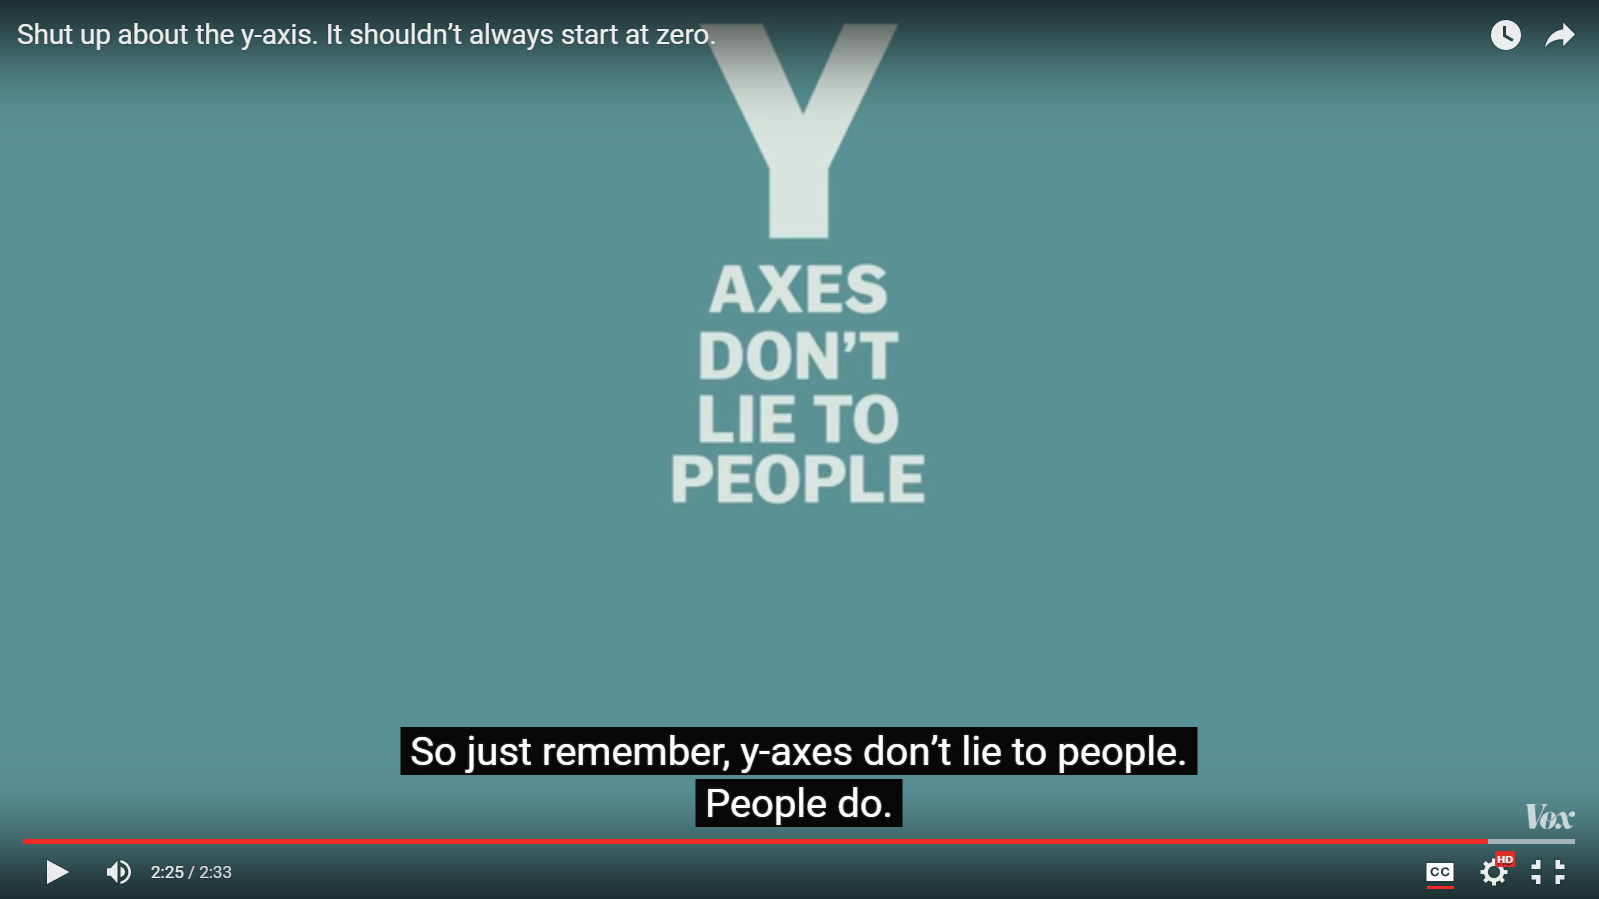 Shut up about the y-axis. It shouldn’t always start at zero.
Y
AXES
DON’T
LIE TO
PEOPLE
So just remember, y-axes don’t lie to people.
People do.
Vox
2:25 / 2:33
CC
HD